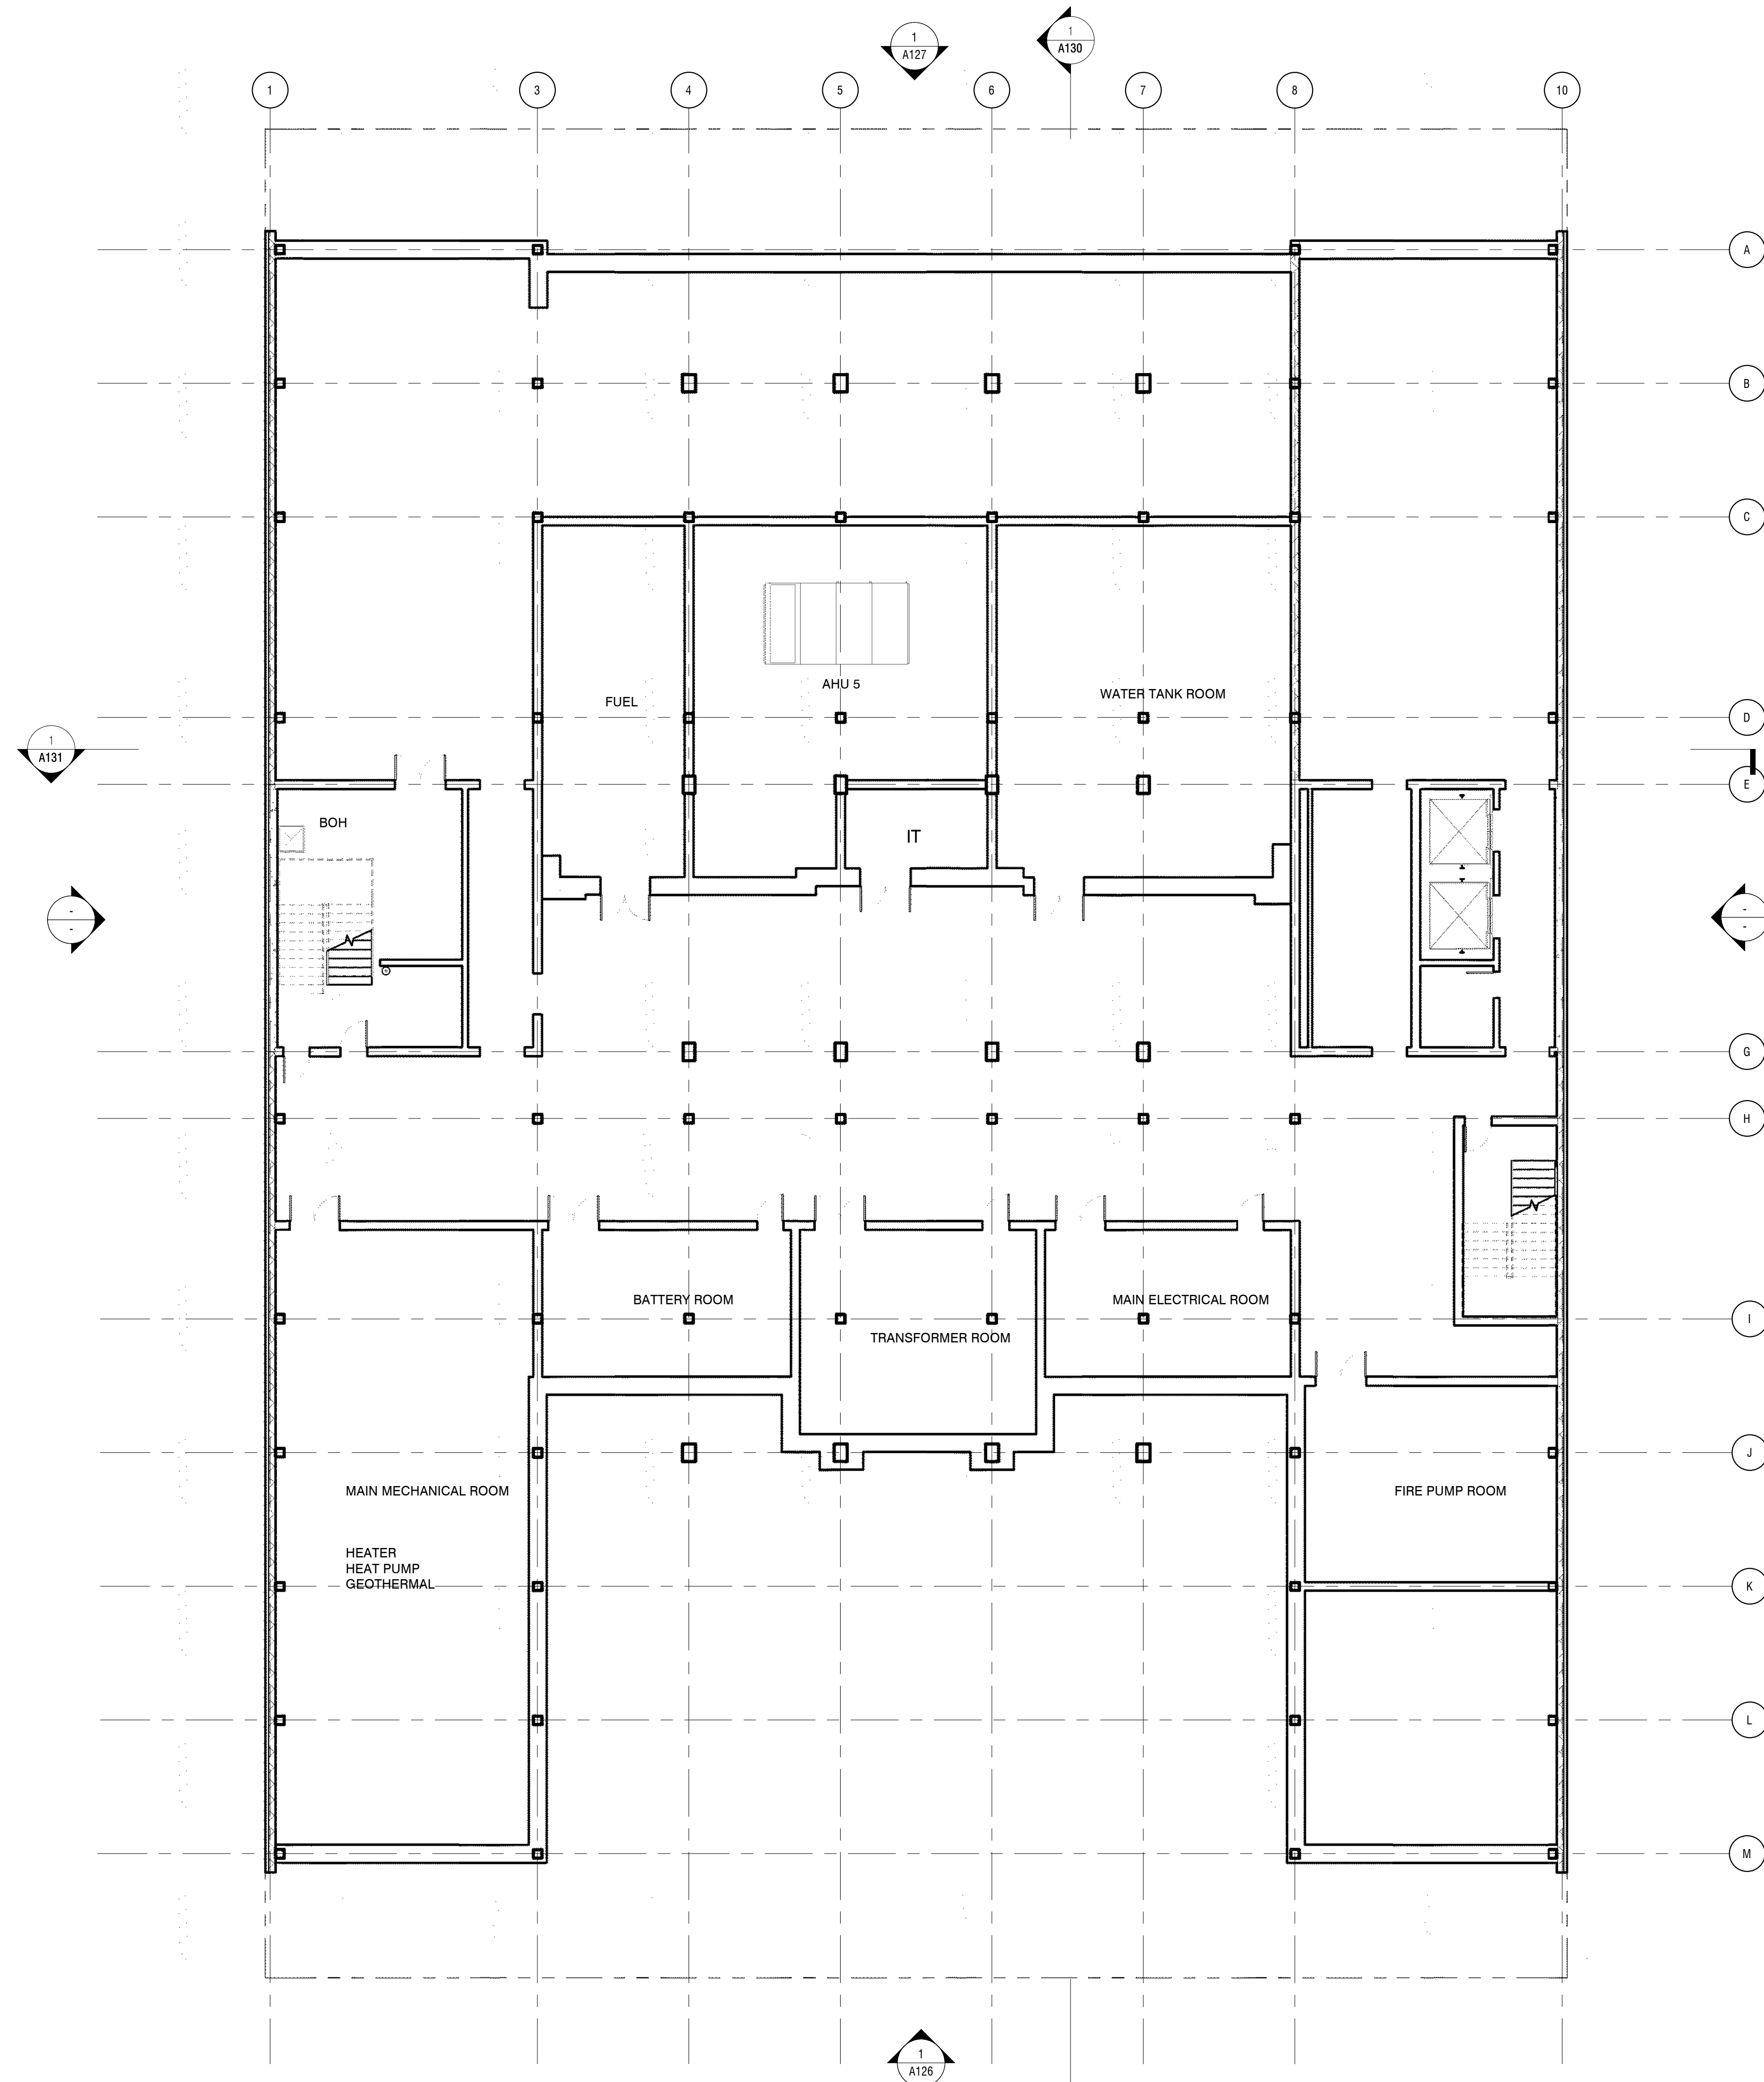 1
A127
1
A130
1
3
4
5
6
7
8
10
A
B
C
AHU 5
WATER TANK ROOM
FUEL
D
1
A131
E
BOH
IT
-
-
-
-
G
H
BATTERY ROOM
MAIN ELECTRICAL ROOM
I
TRANSFORMER ROOM
J
MAIN MECHANICAL ROOM
FIRE PUMP ROOM
HEATER
HEAT PUMP
GEOTHERMAL
K
L
M
1
A126